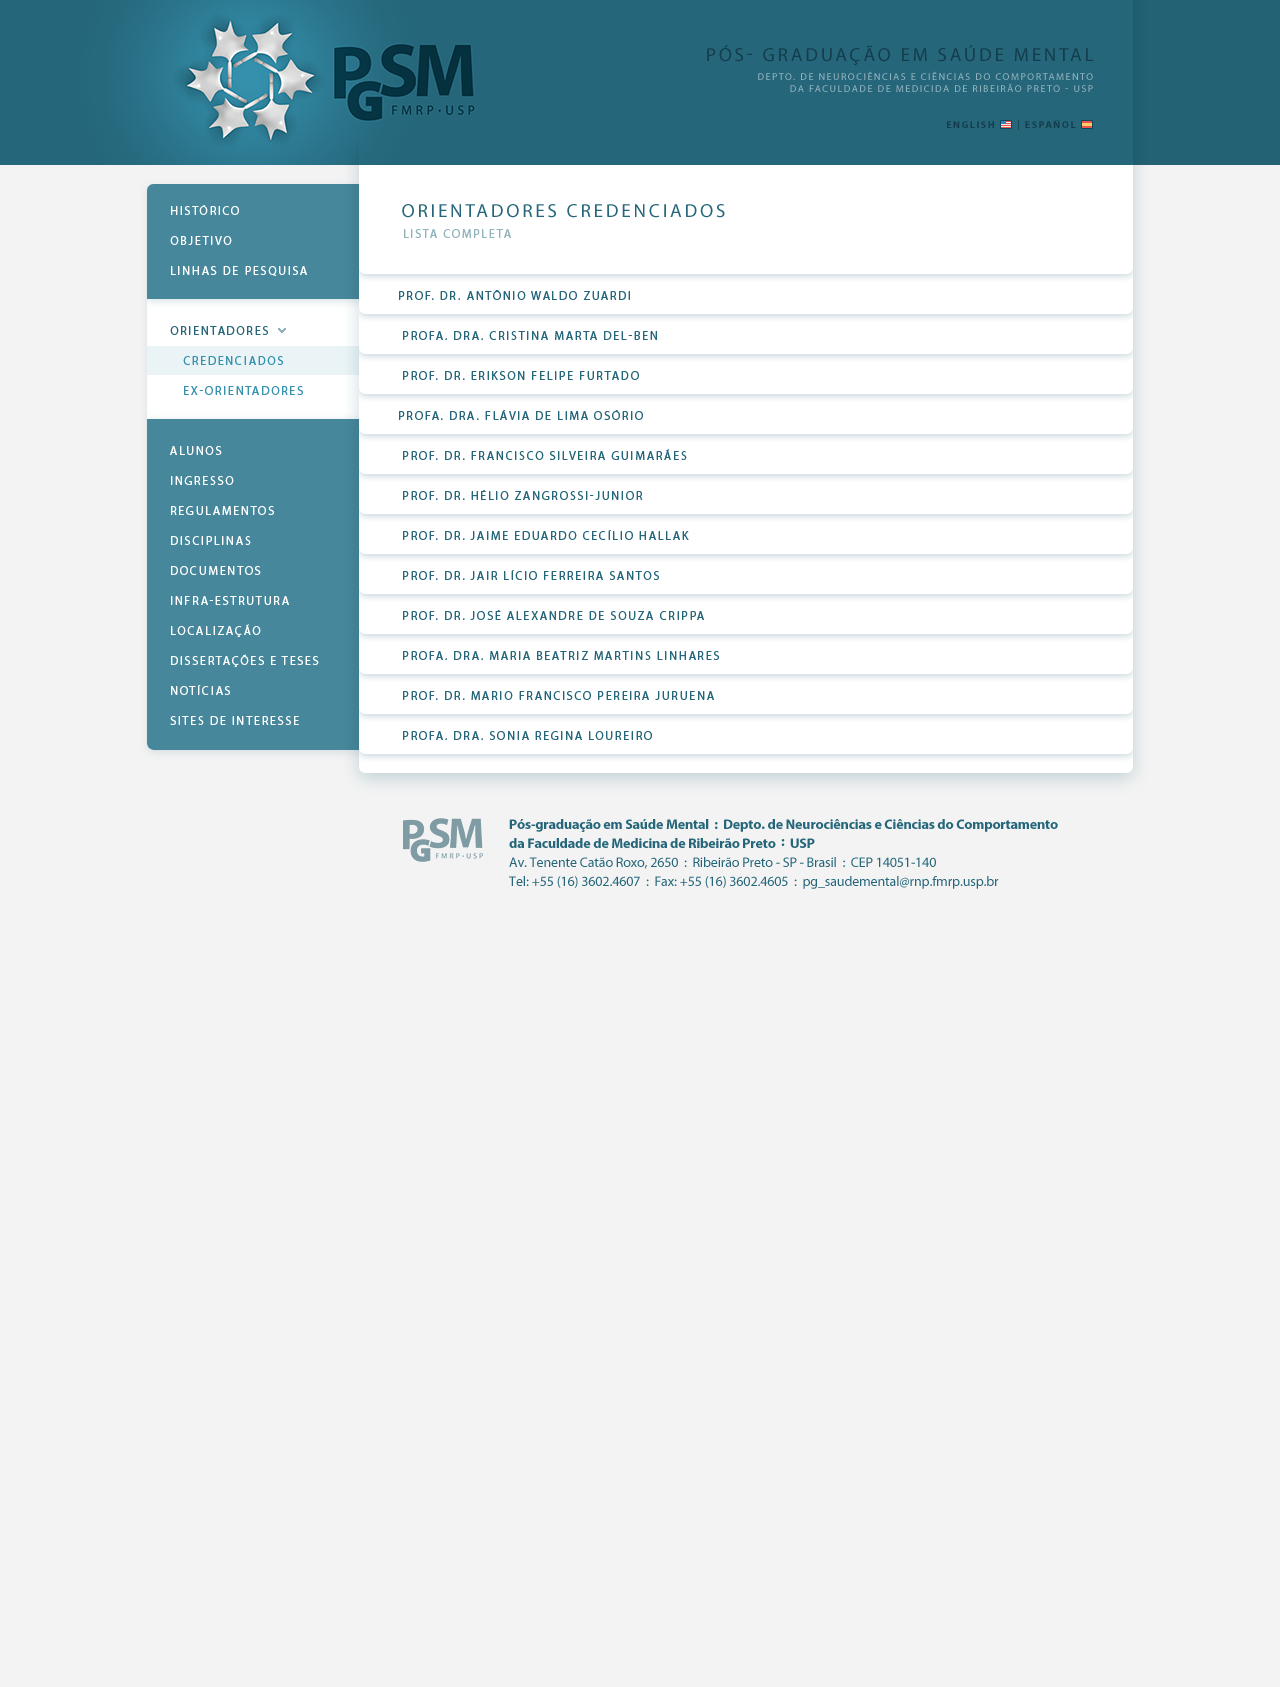 PGSM
FMRP·USP
PÓS- GRADUAÇÃO EM SAÚDE MENTAL
DEPTO. DE NEUROCIÊNCIAS E CIÊNCIAS DO COMPORTAMENTO
DA FACULDADE DE MEDICIDA DE RIBEIRÃO PRETO - USP
ENGLISH | ESPAÑOL
HISTÓRICO
OBJETIVO
LINHAS DE PESQUISA
ORIENTADORES
CREDENCIADOS
EX-ORIENTADORES
ALUNOS
INGRESSO
REGULAMENTOS
DISCIPLINAS
DOCUMENTOS
INFRA-ESTRUTURA
LOCALIZAÇÃO
DISSERTAÇÕES E TESES
NOTÍCIAS
SITES DE INTERESSE
ORIENTADORES CREDENCIADOS
LISTA COMPLETA
PROF. DR. ANTÔNIO WALDO ZUARDI
PROFA. DRA. CRISTINA MARTA DEL-BEN
PROF. DR. ERIKSON FELIPE FURTADO
PROFA. DRA. FLÁVIA DE LIMA OSÓRIO
PROF. DR. FRANCISCO SILVEIRA GUIMARÃES
PROF. DR. HÉLIO ZANGROSSI-JUNIOR
PROF. DR. JAIME EDUARDO CECÍLIO HALLAK
PROF. DR. JAIR LÍCIO FERREIRA SANTOS
PROF. DR. JOSÉ ALEXANDRE DE SOUZA CRIPPA
PROFA. DRA. MARIA BEATRIZ MARTINS LINHARES
PROF. DR. MARIO FRANCISCO PEREIRA JURUENA
PROFA. DRA. SONIA REGINA LOUREIRO
PGSM
FMRP·USP
Pós-graduação em Saúde Mental : Depto. de Neurociências e Ciências do Comportamento
da Faculdade de Medicina de Ribeirão Preto : USP
Av. Tenente Catão Roxo, 2650 : Ribeirão Preto - SP - Brasil : CEP 14051-140
Tel: +55 (16) 3602.4607 : Fax: +55 (16) 3602.4605 : pg_saudemental@rnp.fmrp.usp.br